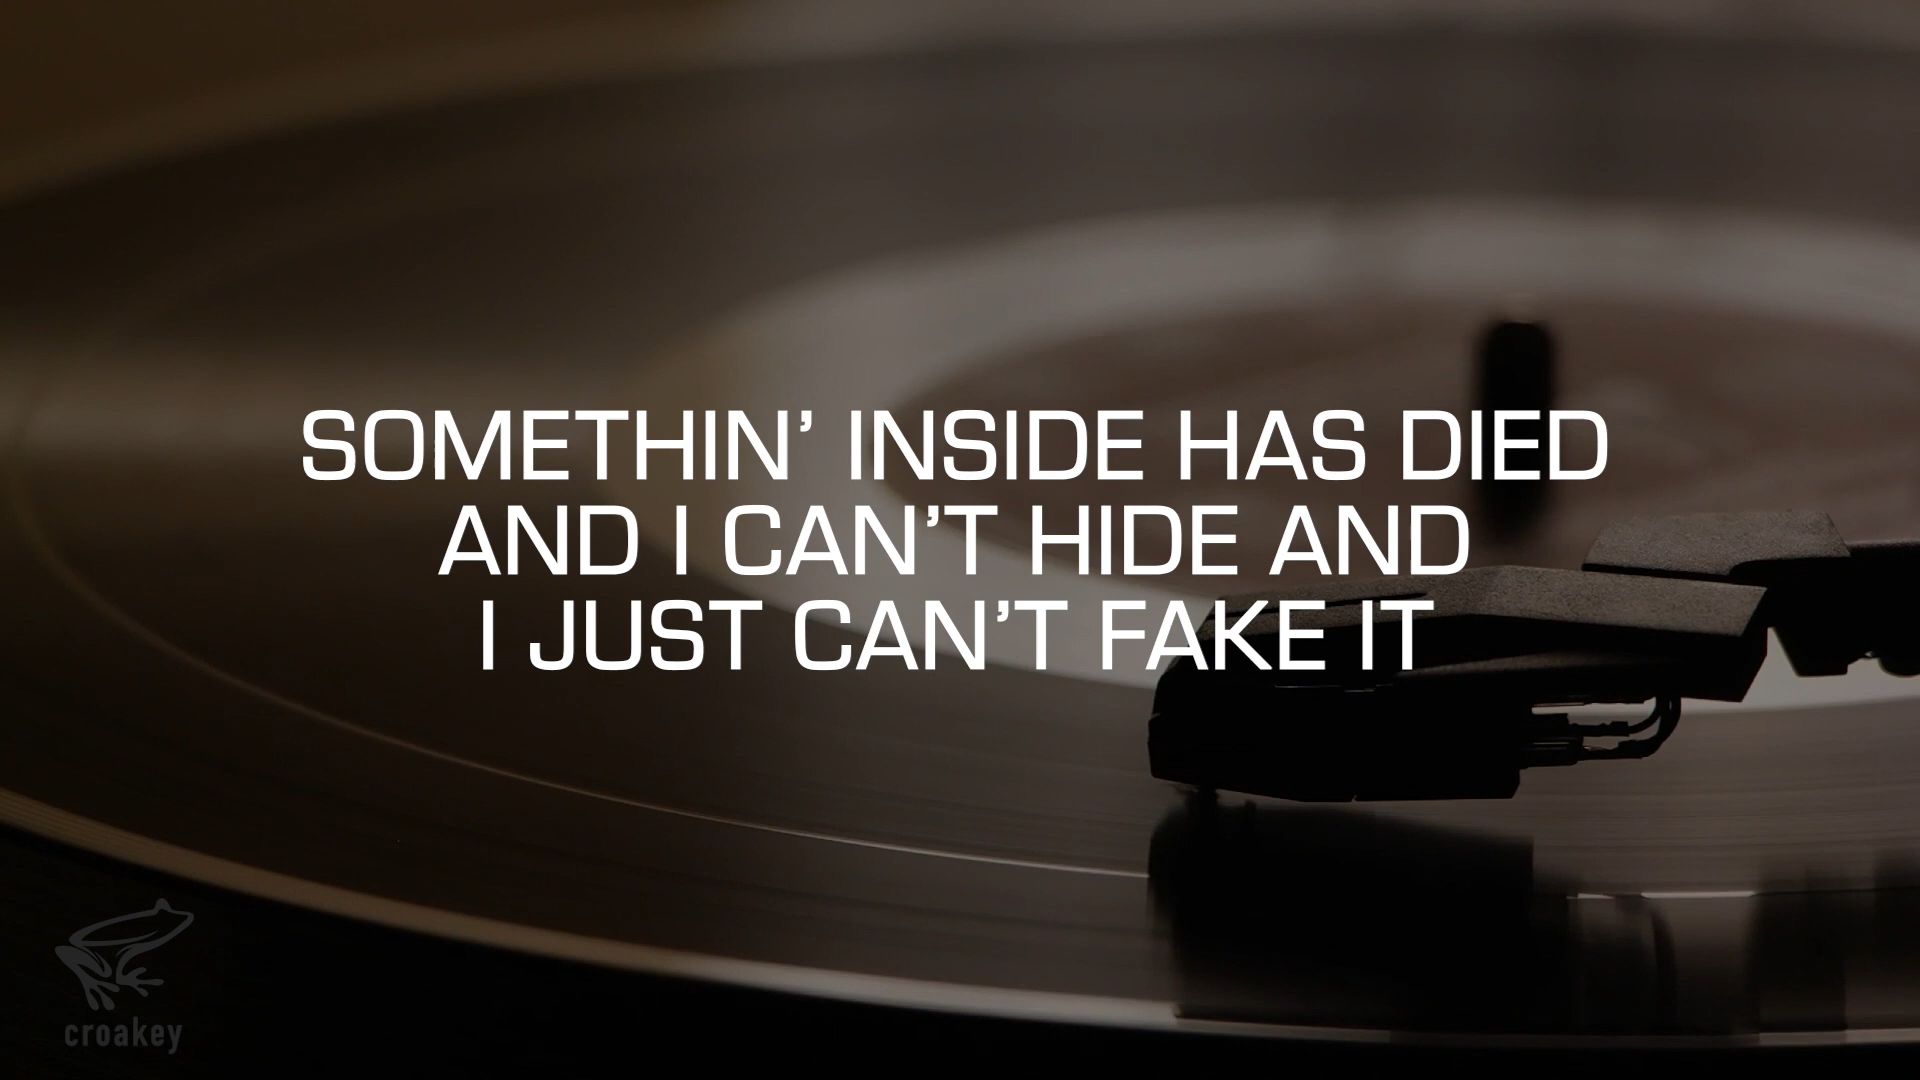 SOMETHIN’ INSIDE HAS DIED
AND I CAN’T HIDE AND
I JUST CAN’T FAKE IT
croakey